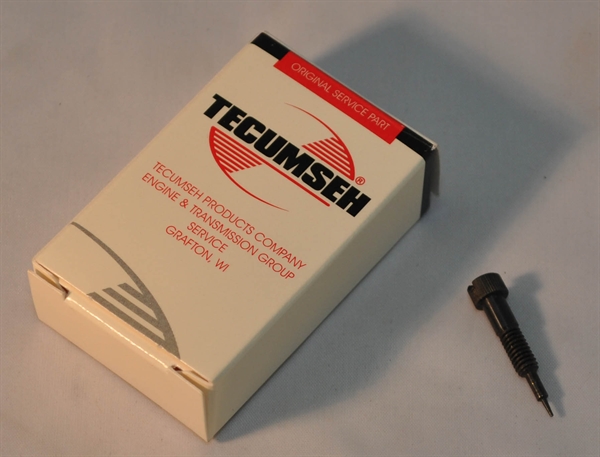 ORIGINAL SERVICE PART
TECUMSEH®
TECUMSEH PRODUCTS COMPANY
ENGINE & TRANSMISSION GROUP
SERVICE
GRAFTON, WI